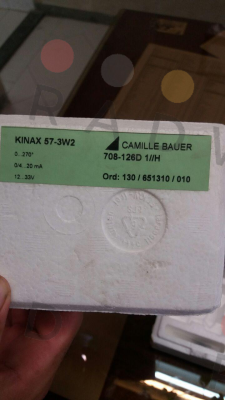 KINAX 57-3W2
CAMILLE BAUER
0...270°
708-126D 1//H
3/4...20 mA
12...33V
Ord: 130 / 651310 / 010